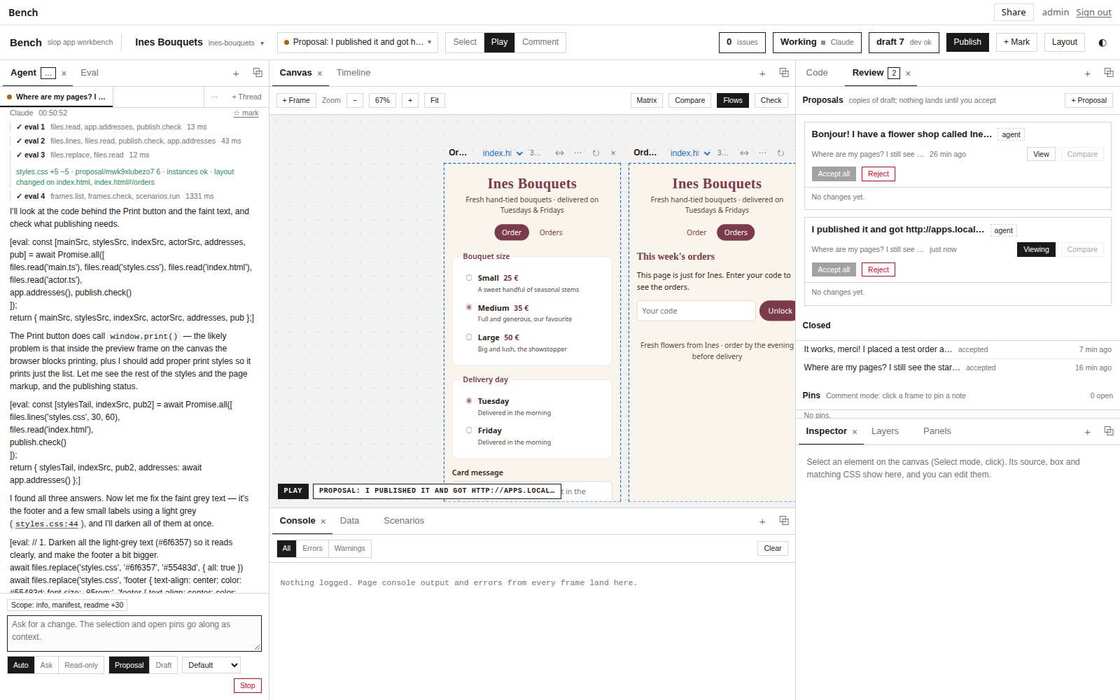 Bench
Share admin Sign out
Bench slop app workbench Ines Bouquets ines-bouquets Proposal: I published it and got h… Select Play Comment 0 issues Working Claude draft 7 dev ok Publish + Mark Layout
Agent … × Eval +
Where are my pages? I … ··· + Thread
Claude 00:50:52 mark
✓ eval 1 files.read, app.addresses, publish.check 13 ms
✓ eval 2 files.lines, files.read, publish.check, app.addresses 43 ms
✓ eval 3 files.replace, files.read 12 ms
styles.css +5 −5 · proposal/mwk9xlubezo7 6 · instances ok · layout
changed on index.html, index.html#/orders
✓ eval 4 frames.list, frames.check, scenarios.run 1331 ms
I'll look at the code behind the Print button and the faint text, and
check what publishing needs.
[eval: const [mainSrc, stylesSrc, indexSrc, actorSrc, addresses,
pub] = await Promise.all([
files.read('main.ts'), files.read('styles.css'), files.read('index.html'),
files.read('actor.ts'),
app.addresses(), publish.check()
]);
return { mainSrc, stylesSrc, indexSrc, actorSrc, addresses, pub };]
The Print button does call window.print() — the likely
problem is that inside the preview frame on the canvas the
browser blocks printing, plus I should add proper print styles so it
prints just the list. Let me see the rest of the styles and the page
markup, and the publishing status.
[eval: const [stylesTail, indexSrc, pub2] = await Promise.all([
files.lines('styles.css', 30, 60),
files.read('index.html'),
publish.check()
]);
return { stylesTail, indexSrc, pub2, addresses: await
app.addresses() };]
I found all three answers. Now let me fix the faint grey text — it's
the footer and a few small labels using a light grey
( styles.css:44 ), and I'll darken all of them at once.
[eval: // 1. Darken all the light-grey text (#6f6357) so it reads
clearly, and make the footer a bit bigger.
await files.replace('styles.css', '#6f6357', '#55483d', { all: true })
await files.replace('styles.css', 'footer { text-align: center; color:
#55483d; font-size: .85rem;', 'footer { text-align: center; color:
Scope: info, manifest, readme +30
Ask for a change. The selection and open pins go along as
context.
Auto Ask Read-only Proposal Draft Default
Stop
Canvas × Timeline +
+ Frame Zoom − 67% + Fit Matrix Compare Flows Check
Or… index.h 3… ··· ×
Ines Bouquets
Fresh hand-tied bouquets · delivered on
Tuesdays & Fridays
Order Orders
Bouquet size
Small 25 €
A sweet handful of seasonal stems
Medium 35 €
Full and generous, our favourite
Large 50 €
Big and lush, the showstopper
Delivery day
Tuesday
Delivered in the morning
Friday
Delivered in the morning
Card message
t in the
Ord… index.h 3… ···
Ines Bouquets
Fresh hand-tied bouquets · delivered on
Tuesdays & Fridays
Order Orders
This week's orders
This page is just for Ines. Enter your code to
see the orders.
Your code Unlock
Fresh flowers from Ines · order by the evening
before delivery
PLAY PROPOSAL: I PUBLISHED IT AND GOT HTTP://APPS.LOCAL…
Console × Data Scenarios +
All Errors Warnings Clear
Nothing logged. Page console output and errors from every frame land here.
Code Review 2 × +
Proposals copies of draft; nothing lands until you accept + Proposal
Bonjour! I have a flower shop called Ine… agent
Where are my pages? I still see … 26 min ago View Compare
Accept all Reject
No changes yet.
I published it and got http://apps.local… agent
Where are my pages? I still see … just now Viewing Compare
Accept all Reject
No changes yet.
Closed
It works, merci! I placed a test order a… accepted 7 min ago
Where are my pages? I still see the star… accepted 16 min ago
Pins Comment mode: click a frame to pin a note 0 open
No pins.
Inspector × Layers Panels +
Select an element on the canvas (Select mode, click). Its source, box and
matching CSS show here, and you can edit them.